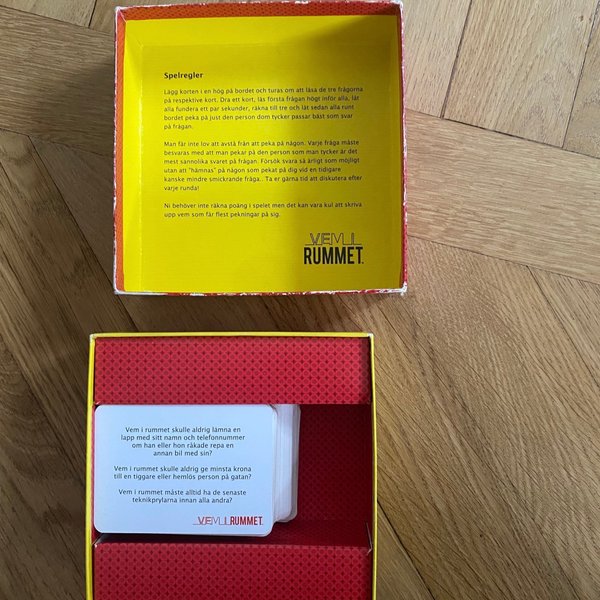 Spelregler
Lägg korten i en hög på bordet och turas om att läsa de tre frågorna
på respektive kort. Dra ett kort, läs första frågan högt inför alla, låt
alla fundera ett par sekunder, räkna till tre och låt sedan alla runt
bordet peka på just den person dom tycker passar bäst som svar
på frågan.
Man får inte lov att avstå från att peka på någon. Varje fråga måste
besvaras med att man pekar på den person som man tycker är det
mest sannolika svaret på frågan. Försök svara så ärligt som möjligt
utan att "hämnas" på någon som pekat på dig vid en tidigare
kanske mindre smickrande fråga.. Ta er gärna tid att diskutera efter
varje runda!
Ni behöver inte räkna poäng i spelet men det kan vara kul att skriva
upp vem som får flest pekningar på sig.
VEM I
RUMMET
Vem i rummet skulle aldrig lämna en
lapp med sitt namn och telefonnummer
om han eller hon råkade repa en
annan bil med sin?
Vem i rummet skulle aldrig ge minsta krona
till en tiggare eller hemlös person på gatan?
Vem i rummet måste alltid ha de senaste
teknikprylarna innan alla andra?
VEM I RUMMET